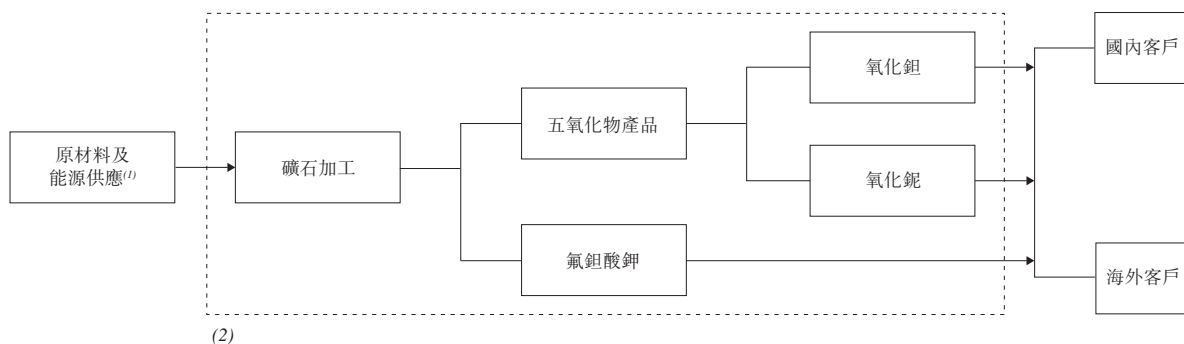 原材料及
能源供應(1)
礦石加工
五氧化物產品
氟鉭酸鉀
氧化鉭
氧化鈮
國內客戶
海外客戶
(2)